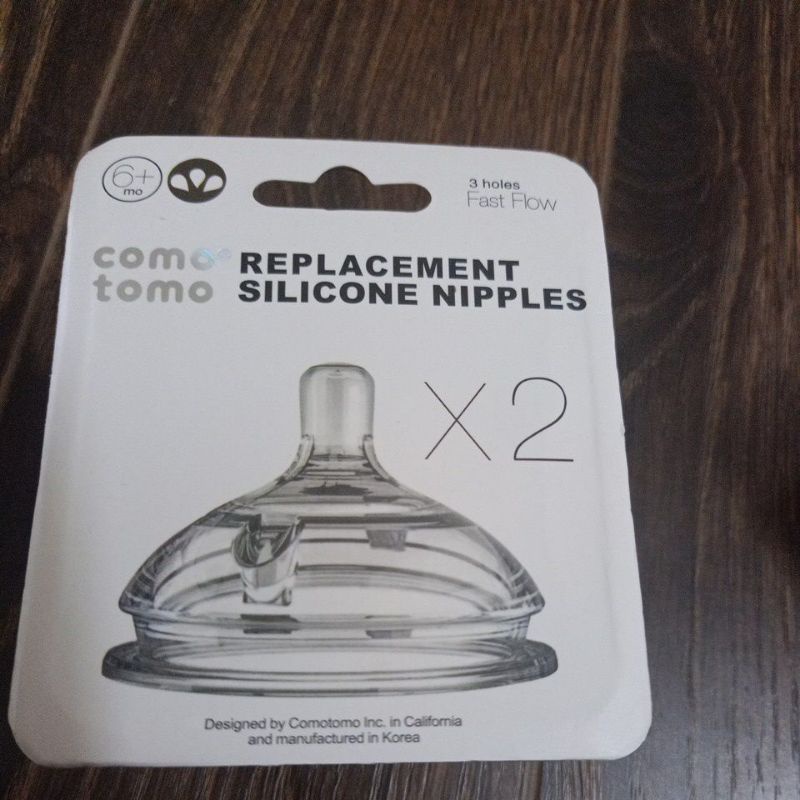 6+
mo
3 holes
Fast Flow
como
tomo
REPLACEMENT
SILICONE NIPPLES
X2
Designed by Comotomo Inc. in California
and manufactured in Korea